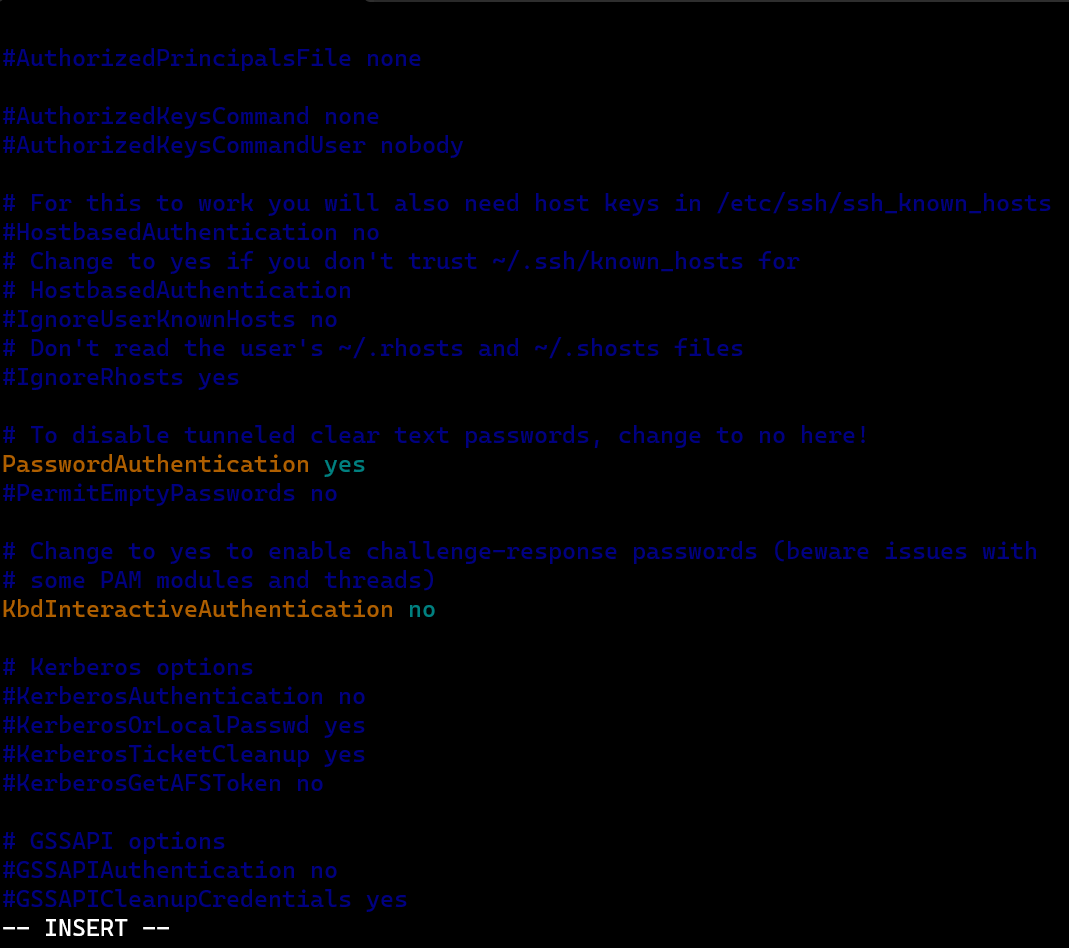 #AuthorizedPrincipalsFile none
#AuthorizedKeysCommand none
#AuthorizedKeysCommandUser nobody
# For this to work you will also need host keys in /etc/ssh/ssh_known_hosts
#HostbasedAuthentication no
# Change to yes if you don't trust ~/.ssh/known_hosts for
# HostbasedAuthentication
#IgnoreUserKnownHosts no
# Don't read the user's ~/.rhosts and ~/.shosts files
#IgnoreRhosts yes
# To disable tunneled clear text passwords, change to no here!
PasswordAuthentication yes
#PermitEmptyPasswords no
# Change to yes to enable challenge-response passwords (beware issues with
# some PAM modules and threads)
KbdInteractiveAuthentication no
# Kerberos options
#KerberosAuthentication no
#KerberosOrLocalPasswd yes
#KerberosTicketCleanup yes
#KerberosGetAFSToken no
# GSSAPI options
#GSSAPIAuthentication no
#GSSAPICleanupCredentials yes
-- INSERT --